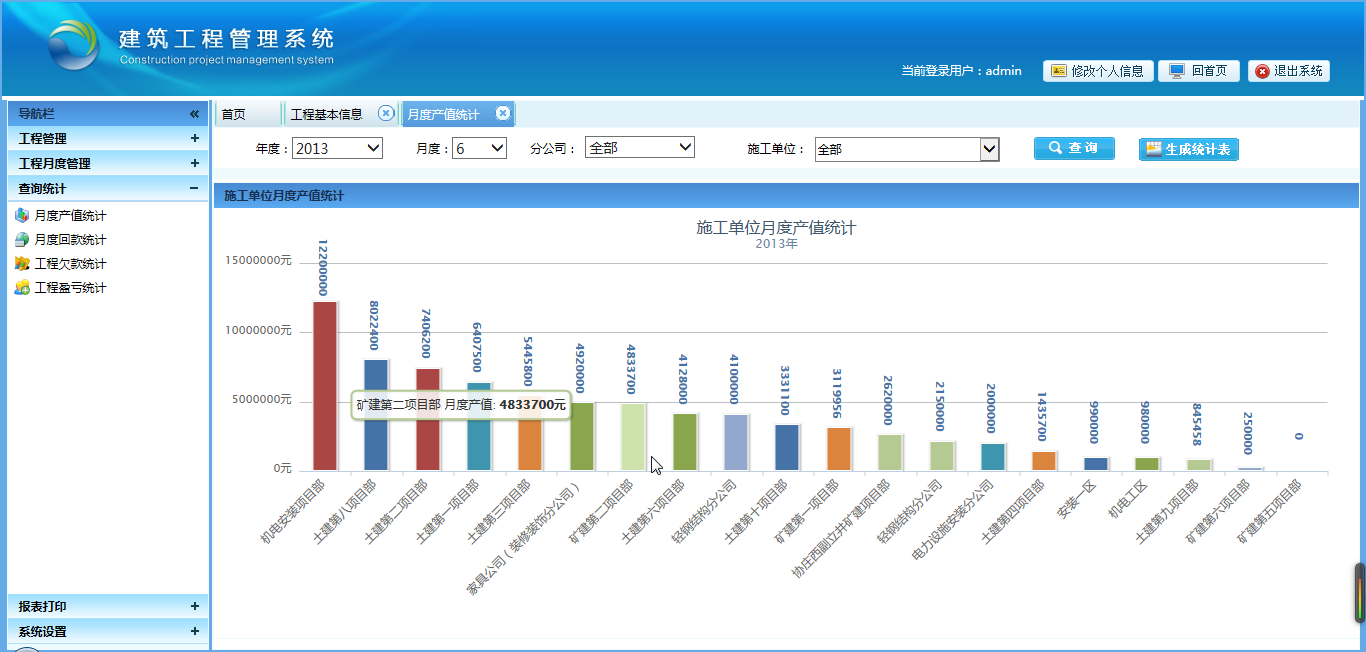 建筑工程管理系统
Construction project management system
当前登录用户：admin
修改个人信息
回首页
退出系统
导航栏
«
工程管理 +
工程月度管理 +
查询统计 −
月度产值统计
月度回款统计
工程欠款统计
工程盈亏统计
报表打印 +
系统设置 +
首页
工程基本信息
月度产值统计
年度：2013
月度：6
分公司：全部
施工单位：全部
查询
生成统计表
施工单位月度产值统计
施工单位月度产值统计
2013年
15000000元
10000000元
5000000元
0元
12200000
8022400
7406200
6407500
5445800
4920000
4833700
4128000
4100000
3331100
3119956
2620000
2150000
2000000
1435700
990000
980000
845458
250000
0
矿建第二项目部 月度产值: 4833700元
机电安装项目部
土建第八项目部
土建第二项目部
土建第一项目部
土建第三项目部
家具公司（装修装饰分公司）
矿建第二项目部
土建第六项目部
轻钢结构分公司
土建第十项目部
矿建第一项目部
协庄西副立井矿建项目部
轻钢结构分公司
电力设施安装分公司
土建第四项目部
安装一区
机电工区
土建第九项目部
矿建第六项目部
矿建第五项目部